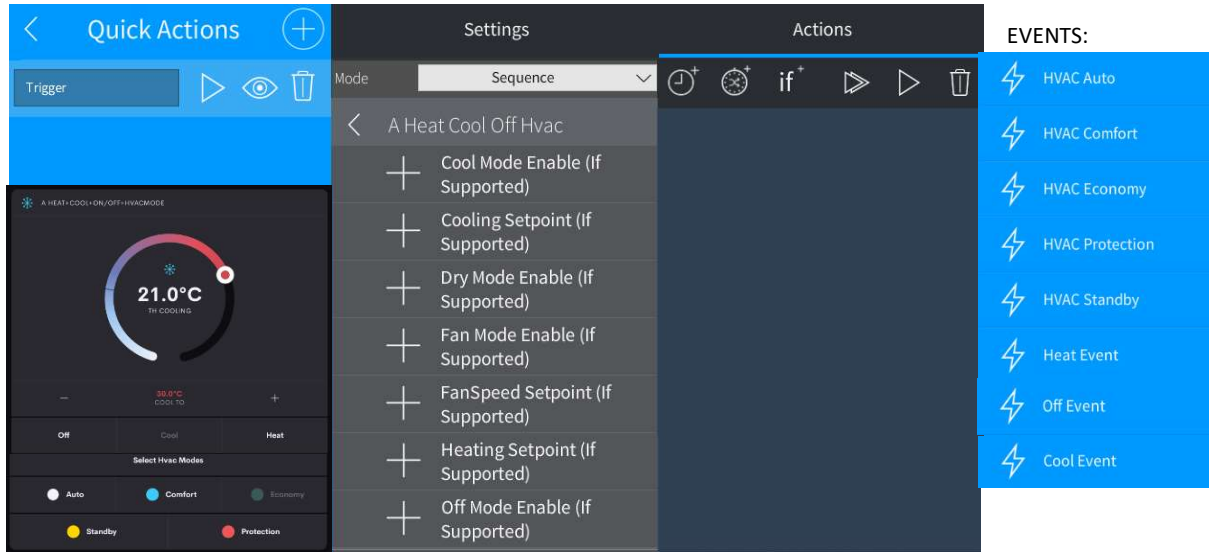 Quick Actions
Trigger
A HEAT+COOL+ON/OFF+HVACMODE
21.0°C
TH COOLING
30.0°C
COOL TO
Off Cool Heat
Select Hvac Modes
Auto Comfort Economy
Standby Protection
Settings
Mode Sequence
A Heat Cool Off Hvac
Cool Mode Enable (If
Supported)
Cooling Setpoint (If
Supported)
Dry Mode Enable (If
Supported)
Fan Mode Enable (If
Supported)
FanSpeed Setpoint (If
Supported)
Heating Setpoint (If
Supported)
Off Mode Enable (If
Supported)
Actions
if+
EVENTS:
HVAC Auto
HVAC Comfort
HVAC Economy
HVAC Protection
HVAC Standby
Heat Event
Off Event
Cool Event